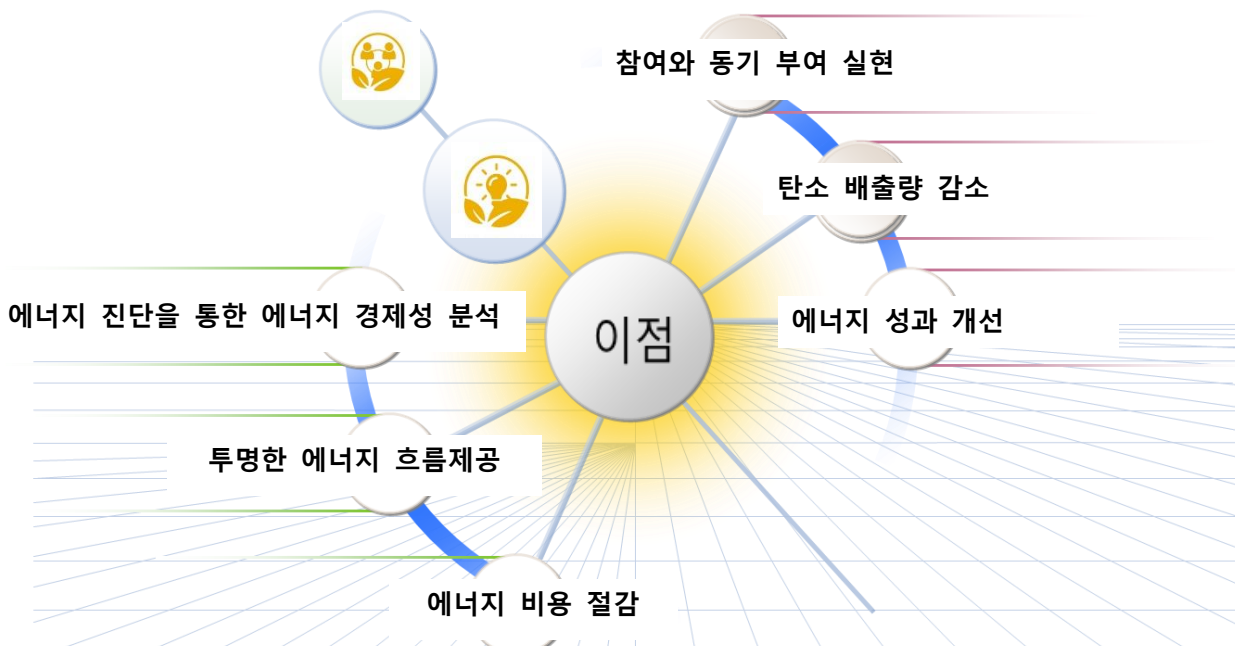 참여와 동기 부여 실현
탄소 배출량 감소
에너지 진단을 통한 에너지 경제성 분석
이점
에너지 성과 개선
투명한 에너지 흐름제공
에너지 비용 절감